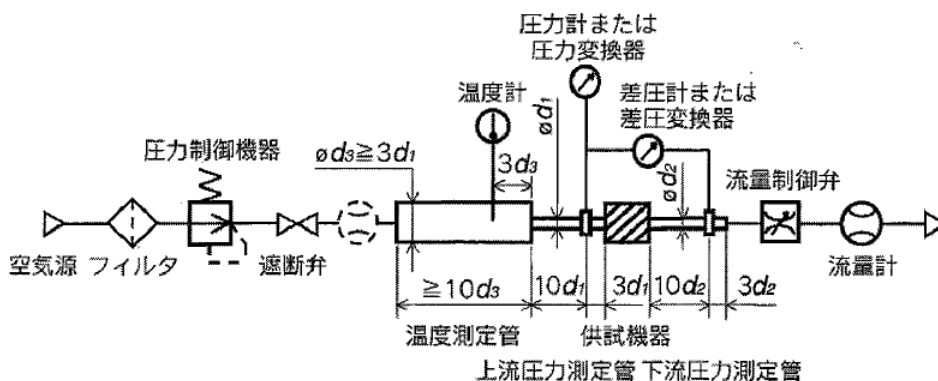 圧力計または
圧力変換器
温度計
ød₁
差圧計または
差圧変換器
圧力制御機器
ød₃≧3d₁
3d₃
ød₂
流量制御弁
空気源
フィルタ
遮断弁
流量計
≧10d₃
10d₁
3d₁
10d₂
3d₂
温度測定管
供試機器
上流圧力測定管
下流圧力測定管